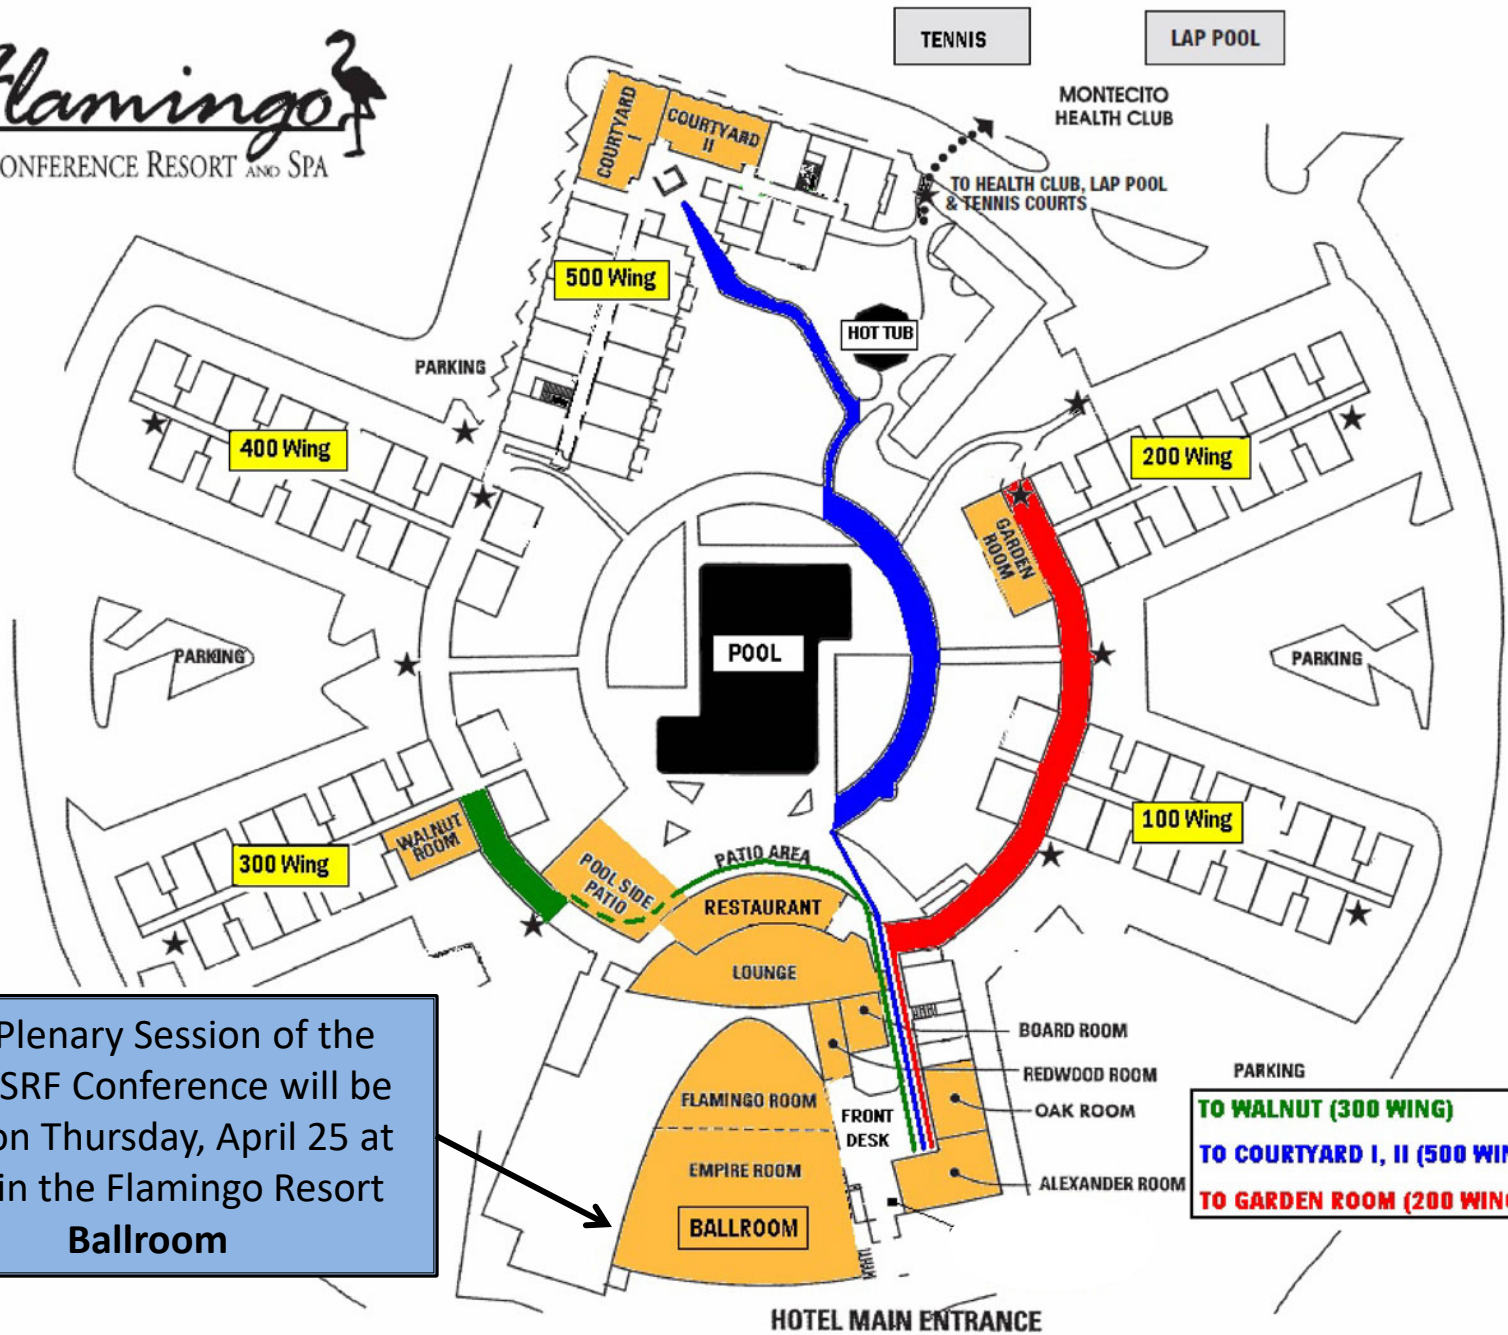 Flamingo
CONFERENCE RESORT AND SPA
TENNIS
LAP POOL
MONTECITO
HEALTH CLUB
TO HEALTH CLUB, LAP POOL
& TENNIS COURTS
COURTYARD
I
COURTYARD
II
500 Wing
HOT TUB
PARKING
400 Wing
200 Wing
GARDEN
ROOM
POOL
PARKING
PARKING
100 Wing
WALNUT
ROOM
300 Wing
POOL SIDE
PATIO
PATIO AREA
RESTAURANT
LOUNGE
BOARD ROOM
REDWOOD ROOM
OAK ROOM
ALEXANDER ROOM
FLAMINGO ROOM
FRONT
DESK
EMPIRE ROOM
BALLROOM
PARKING
TO WALNUT (300 WING)
TO COURTYARD I, II (500 WIN
TO GARDEN ROOM (200 WING
Plenary Session of the
SRF Conference will be
on Thursday, April 25 at
in the Flamingo Resort
Ballroom
HOTEL MAIN ENTRANCE